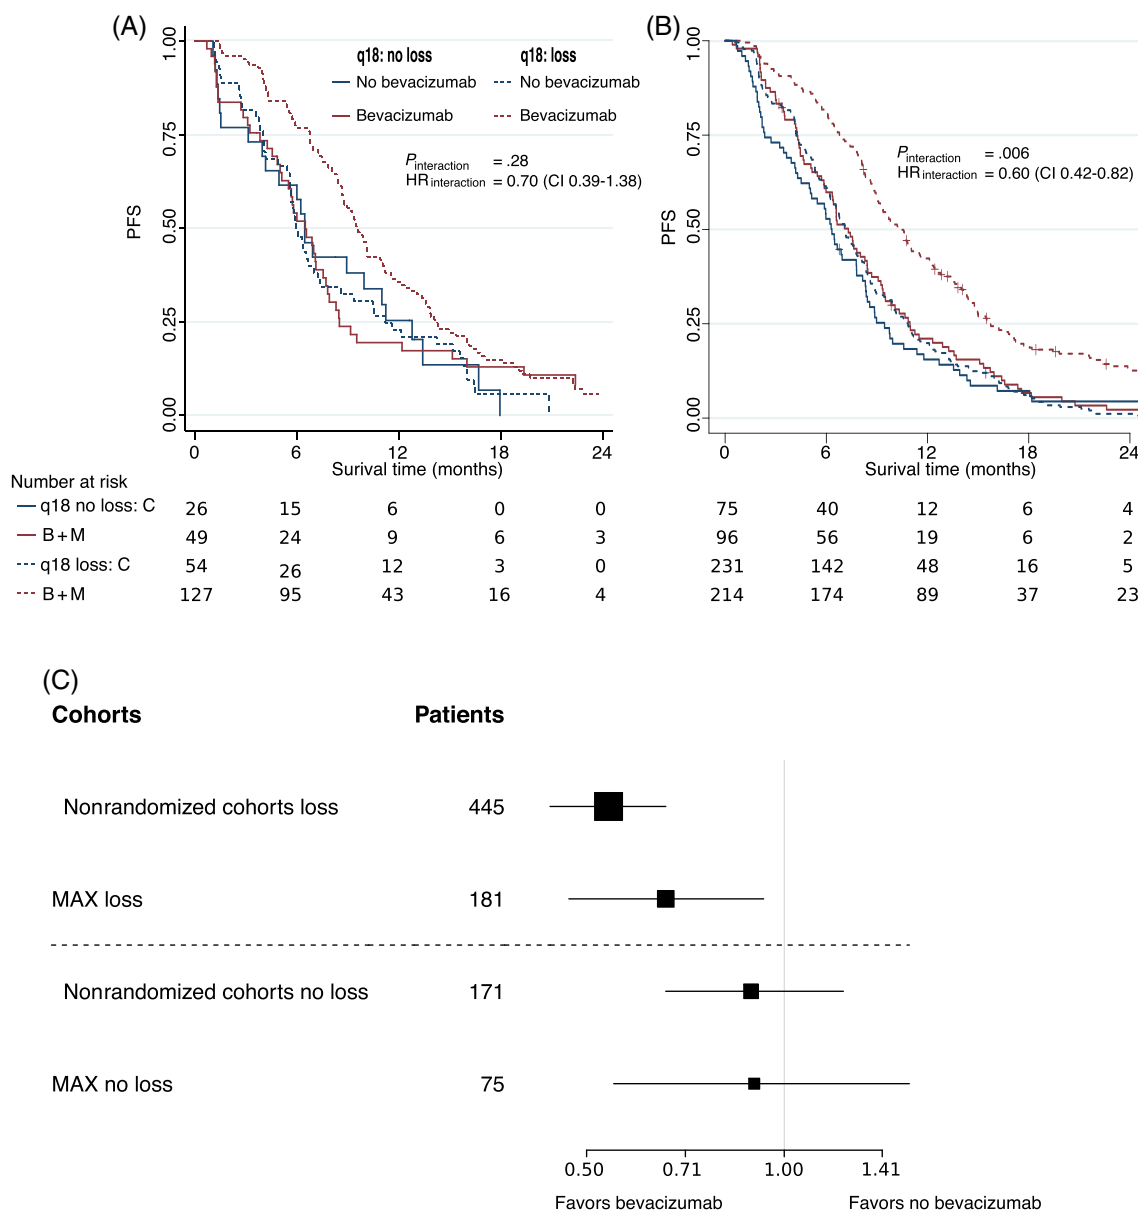 (A)
q18: no loss q18: loss
No bevacizumab No bevacizumab
Bevacizumab Bevacizumab
P interaction = .28
HR interaction = 0.70 (CI 0.39-1.38)
PFS
1.00
0.75
0.50
0.25
0.00
0 6 12 18 24
Surival time (months)
(B)
P interaction = .006
HR interaction = 0.60 (CI 0.42-0.82)
PFS
1.00
0.75
0.50
0.25
0.00
0 6 12 18 24
Surival time (months)
Number at risk
q18 no loss: C 26 15 6 0 0 75 40 12 6 4
B+M 49 24 9 6 3 96 56 19 6 2
q18 loss: C 54 26 12 3 0 231 142 48 16 5
B+M 127 95 43 16 4 214 174 89 37 23
(C)
Cohorts Patients
Nonrandomized cohorts loss 445
MAX loss 181
Nonrandomized cohorts no loss 171
MAX no loss 75
0.50 0.71 1.00 1.41
Favors bevacizumab Favors no bevacizumab